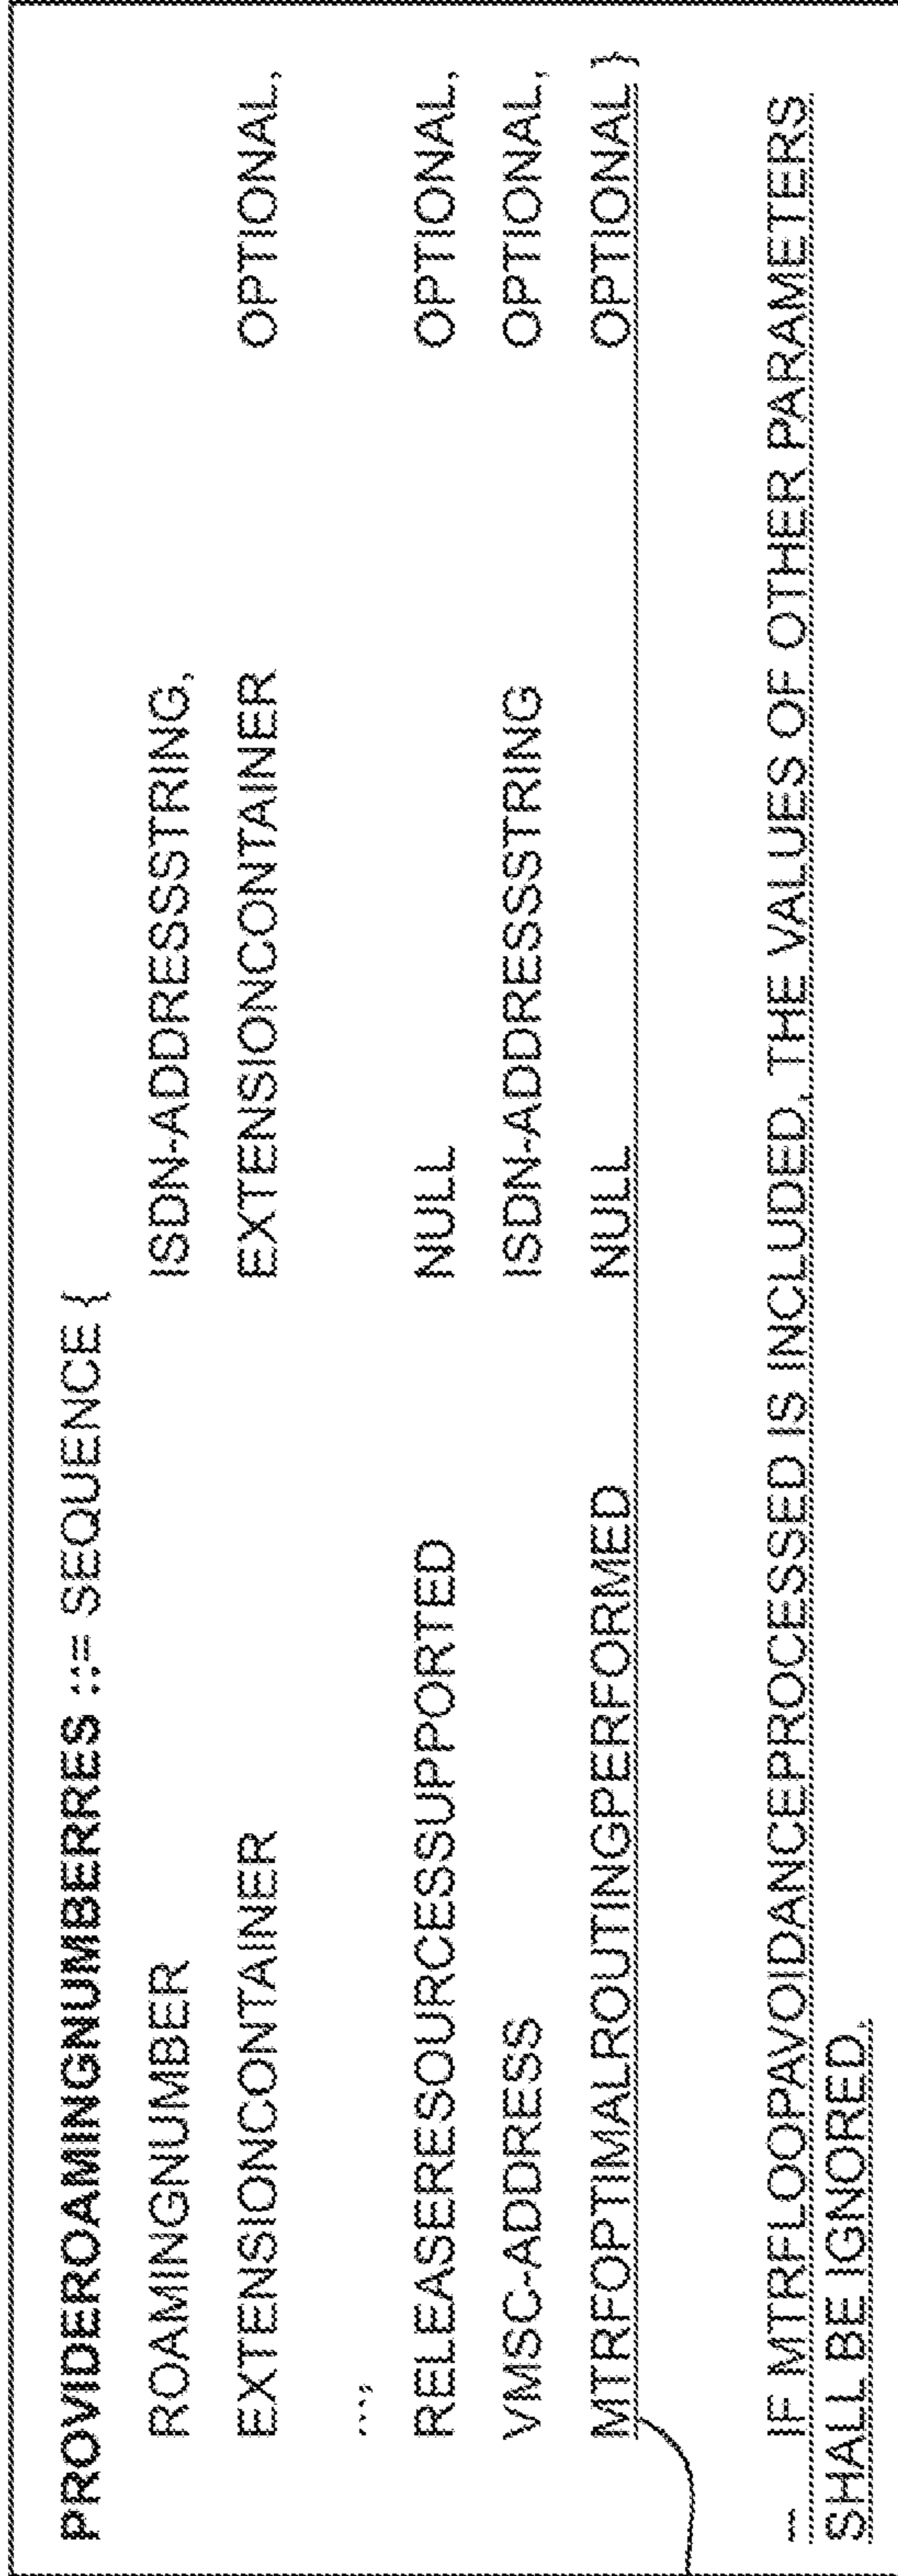 PROVIDEROAMINGNUMBERRES ::= SEQUENCE {
ROAMINGNUMBER ISDN-ADDRESSSTRING,
EXTENSIONCONTAINER EXTENSIONCONTAINER OPTIONAL,
...,
RELEASERESOURCESSUPPORTED NULL OPTIONAL,
VMSC-ADDRESS ISDN-ADDRESSSTRING OPTIONAL,
MTRFOPTIMALROUTINGPERFORMED NULL OPTIONAL }
-- IF MTRFLOOPAVOIDANCEPROCESSED IS INCLUDED, THE VALUES OF OTHER PARAMETERS
SHALL BE IGNORED.